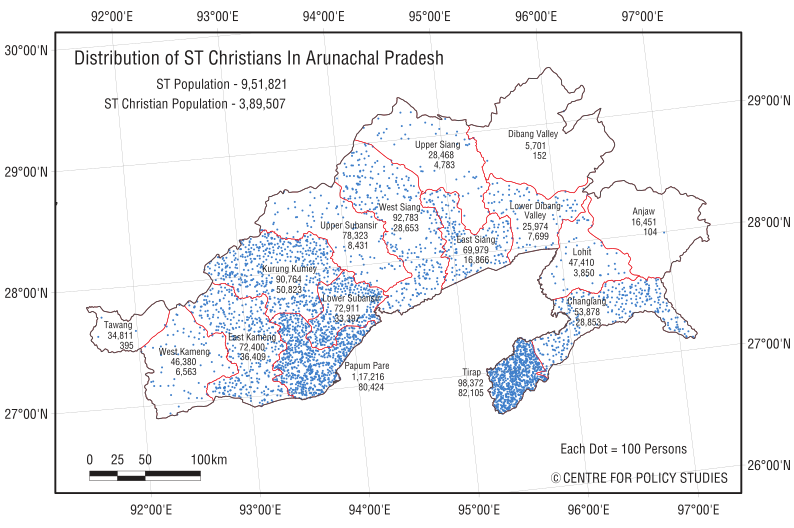 92°00'E 93°00'E 94°00'E 95°00'E 96°00'E 97°00'E
30°00'N
Distribution of ST Christians In Arunachal Pradesh
ST Population - 9,51,821
ST Christian Population - 3,89,507
29°00'N
Dibang Valley
5,701
152
Upper Siang
28,468
4,783
29°00'N
West Siang
92,783
28,653
Lower Dibang
Valley
25,974
7,699
Anjaw
16,451
104
28°00'N
Upper Subansir
78,323
8,431
East Siang
69,979
16,866
Lohit
47,410
3,850
Kurung Kumey
90,764
50,823
28°00'N
Lower Subansiri
72,911
33,397
Changlang
53,878
28,853
Tawang
34,811
395
West Kameng
46,380
6,563
East Kameng
72,400
36,409
27°00'N
Papum Pare
1,17,216
80,424
Tirap
98,372
82,105
27°00'N
Each Dot = 100 Persons
0 25 50 100km
26°00'N
© CENTRE FOR POLICY STUDIES
92°00'E 93°00'E 94°00'E 95°00'E 96°00'E 97°00'E